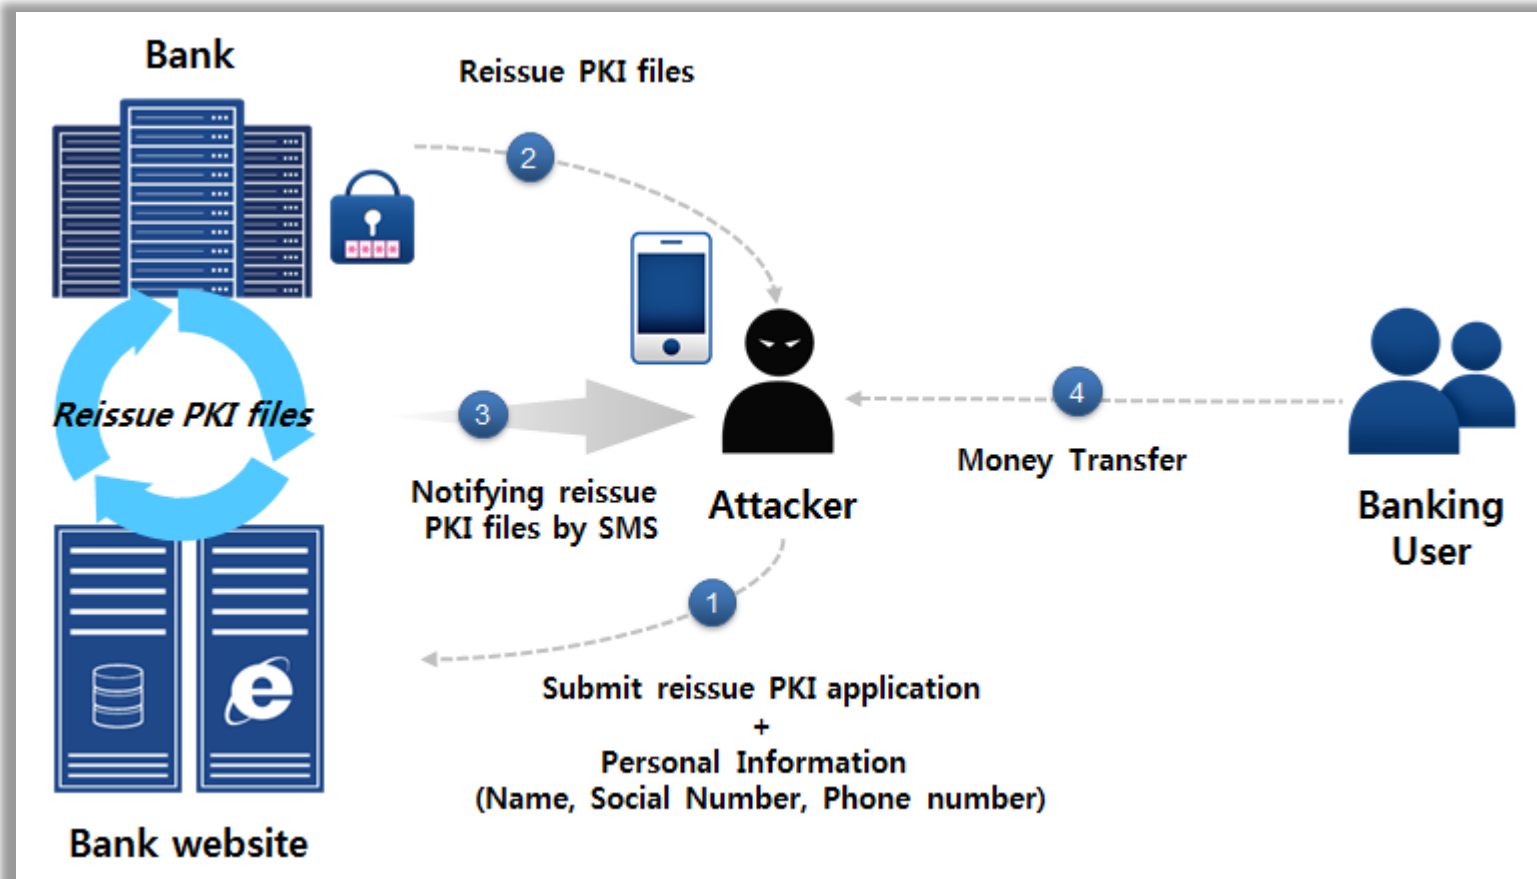 Bank
Reissue PKI files
2
Reissue PKI files
3
4
Notifying reissue
PKI files by SMS
Attacker
Money Transfer
Banking
User
1
Submit reissue PKI application
+
Personal Information
(Name, Social Number, Phone number)
Bank website